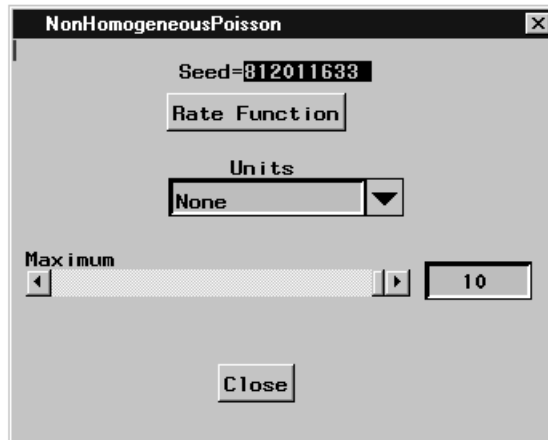 NonHomogeneousPoisson
Seed=812011633
Rate Function
Units
None
Maximum
10
Close